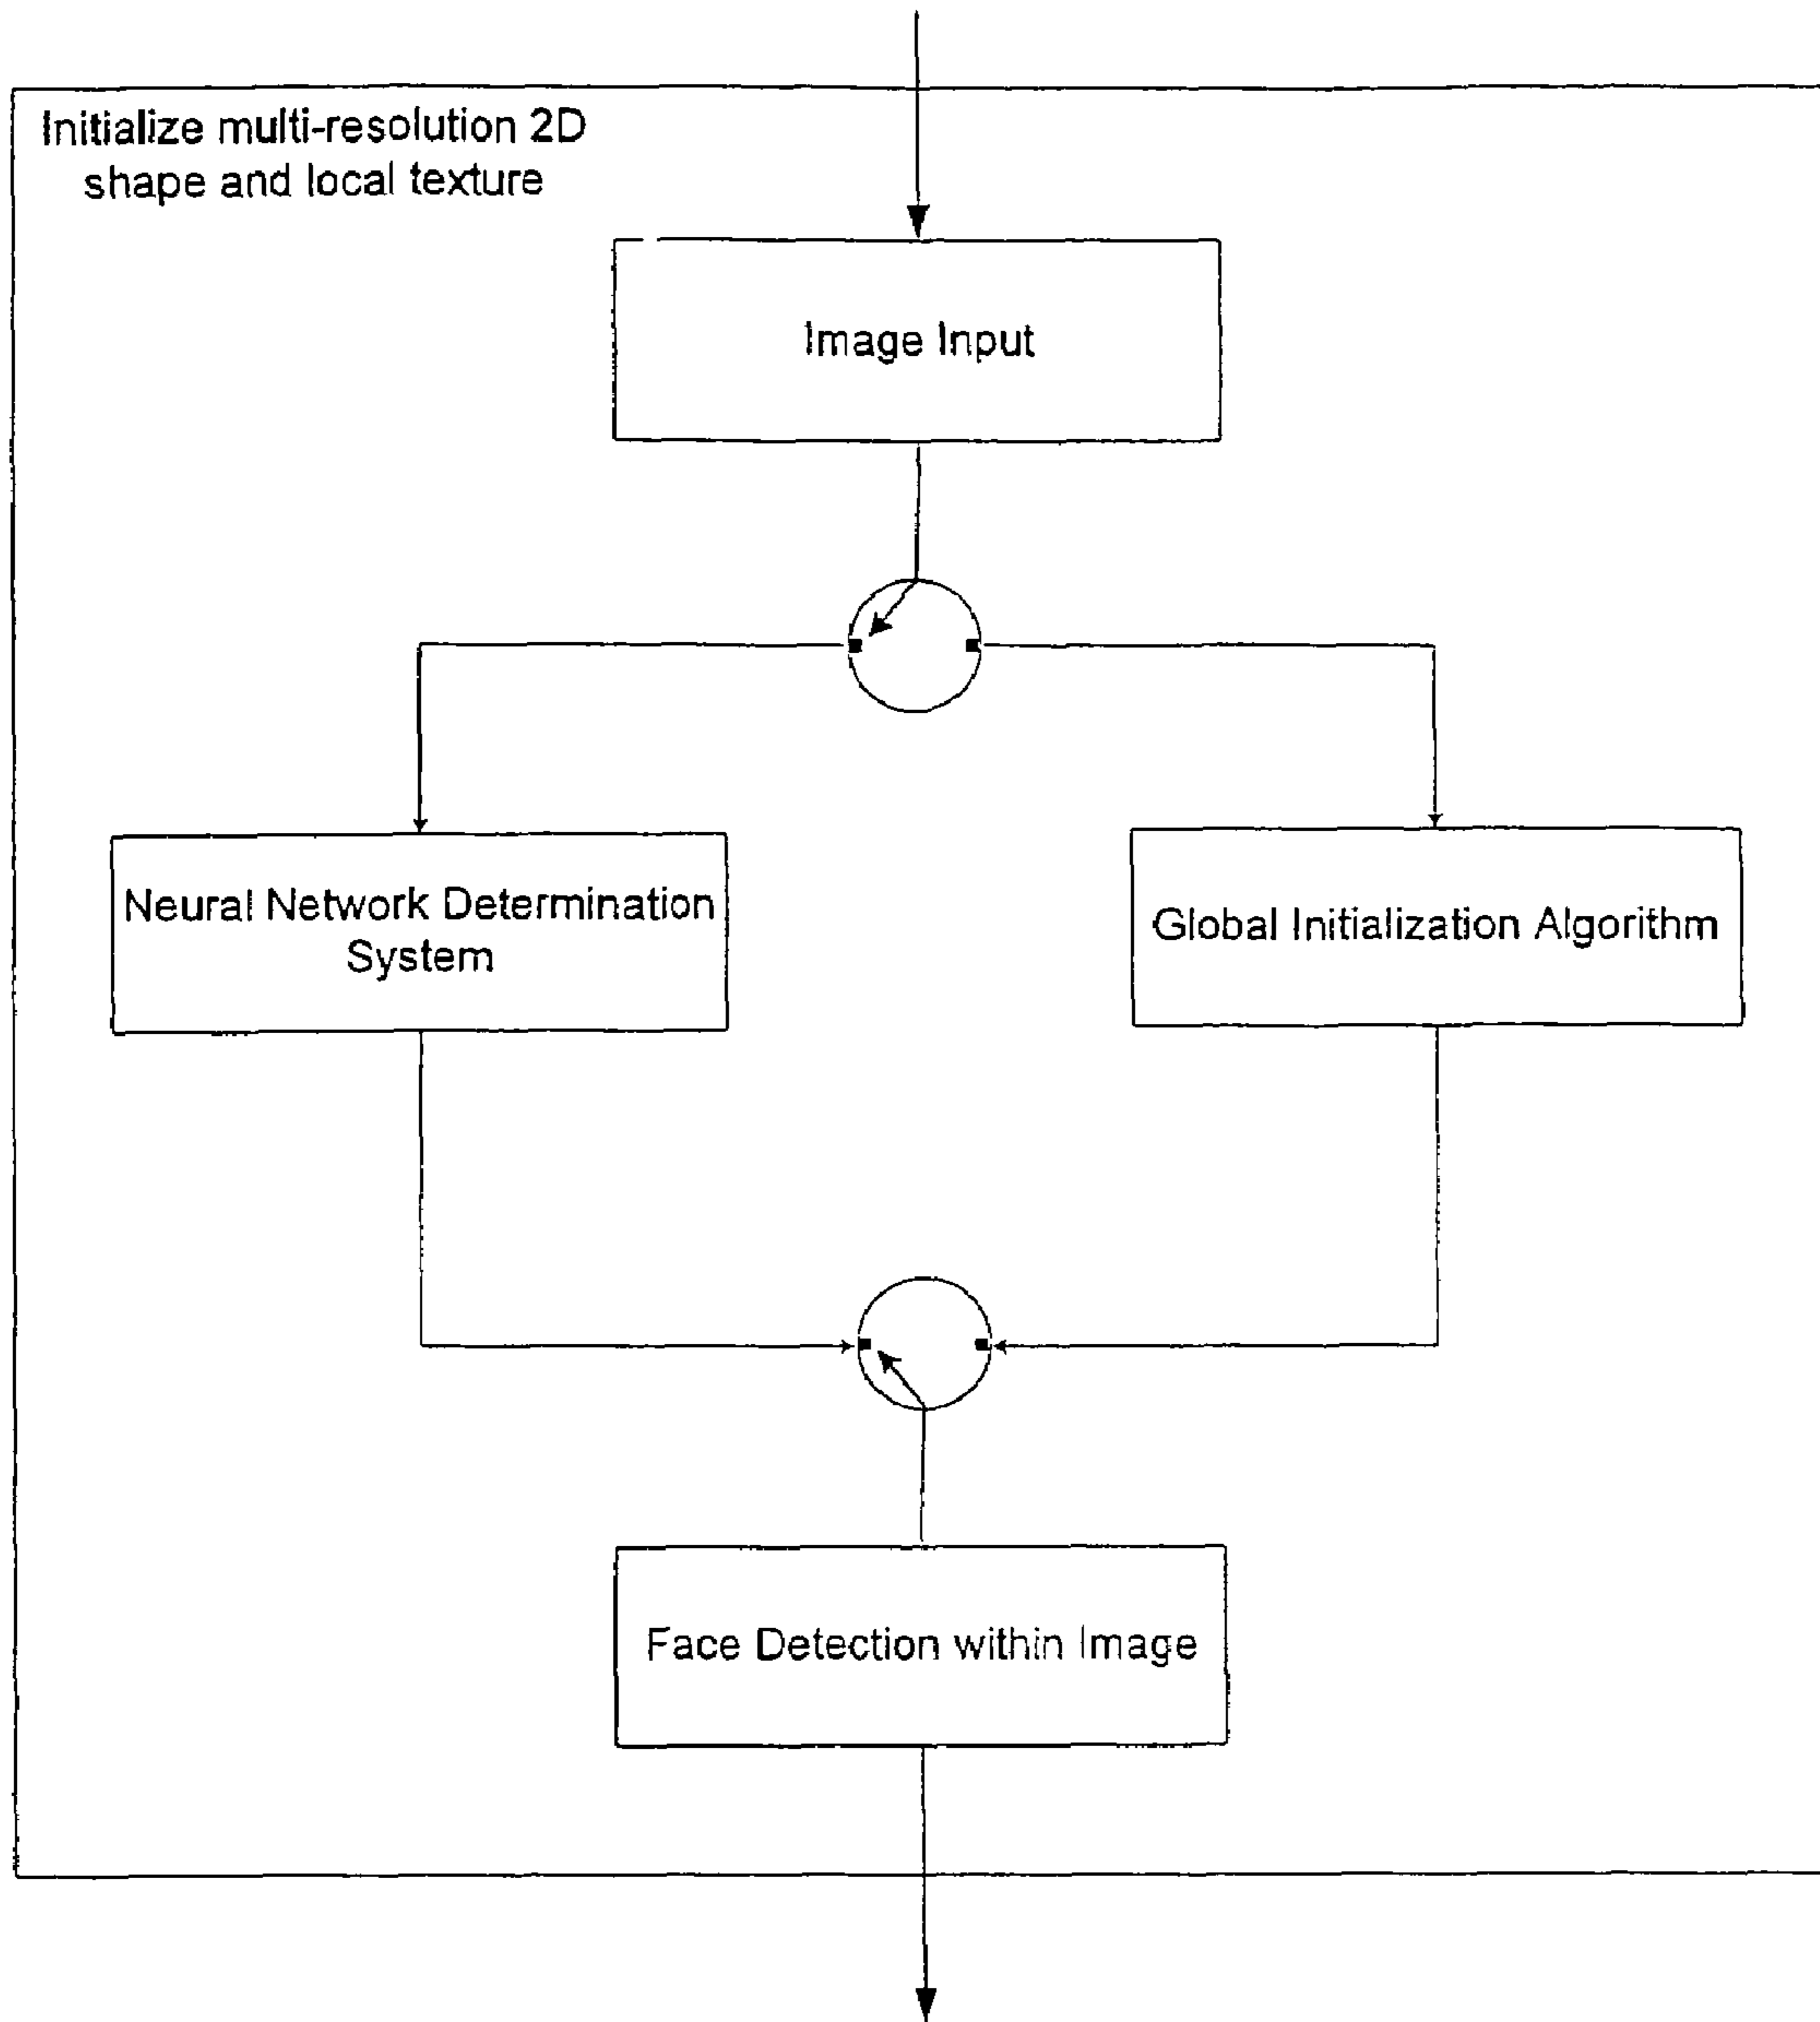 Initialize multi-resolution 2D
shape and local texture
Image Input
Neural Network Determination
System
Global Initialization Algorithm
Face Detection within Image